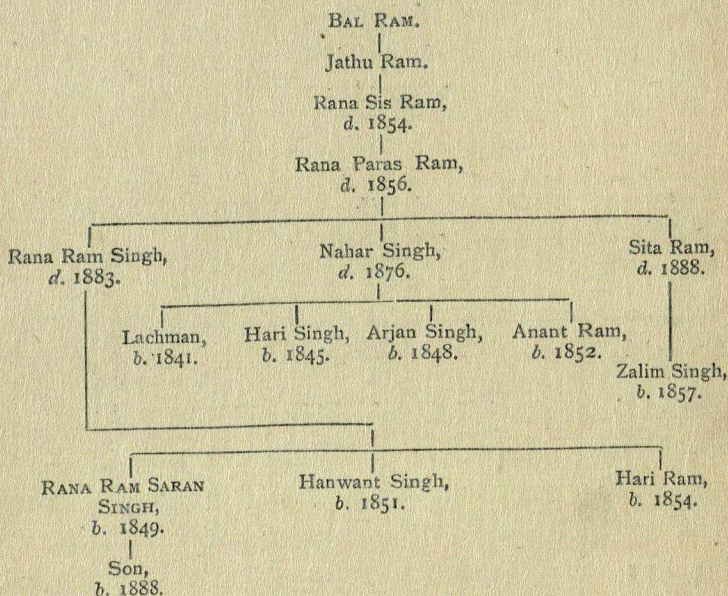 BAL RAM.
Jathu Ram.
Rana Sis Ram,
d. 1854.
Rana Paras Ram,
d. 1856.
Rana Ram Singh,
d. 1883.
Nahar Singh,
d. 1876.
Sita Ram,
d. 1888.
Lachman,
b. 1841.
Hari Singh,
b. 1845.
Arjan Singh,
b. 1848.
Anant Ram,
b. 1852.
Zalim Singh,
b. 1857.
RANA RAM SARAN
SINGH,
b. 1849.
Hanwant Singh,
b. 1851.
Hari Ram,
b. 1854.
Son,
b. 1888.